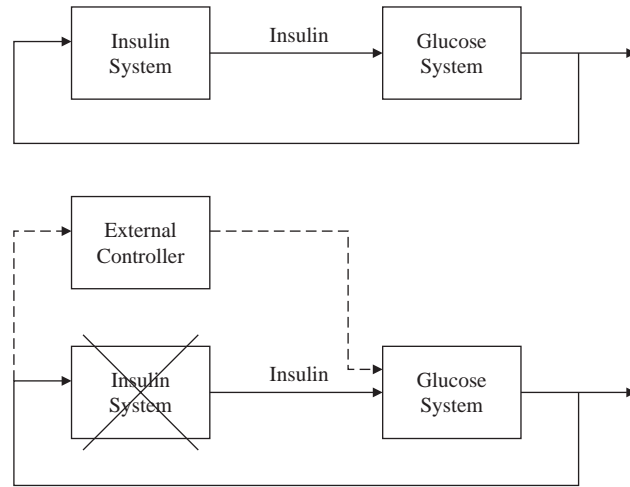 Insulin
System
Insulin
Glucose
System
External
Controller
Insulin
System
Insulin
Glucose
System